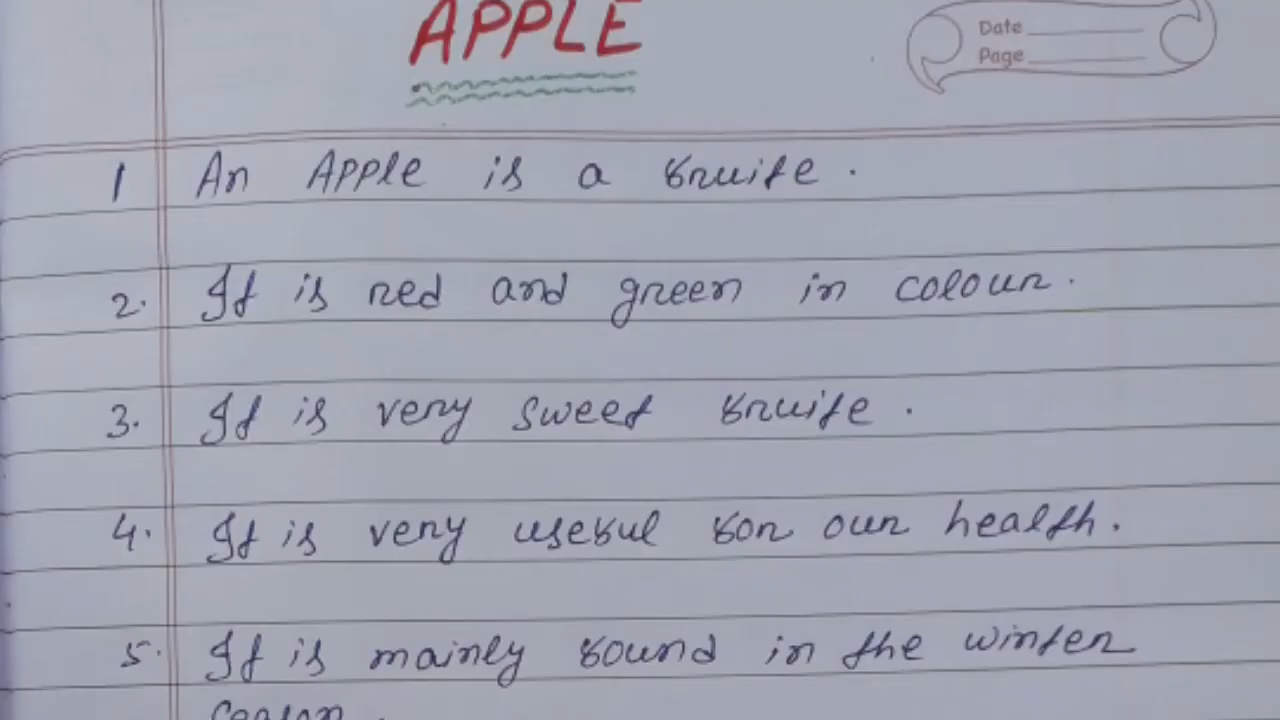 APPLE
Date
Page
1 An Apple is a fruite.
2. It is red and green in colour.
3. It is very sweet fruite.
4. It is very useful for our health.
5. It is mainly found in the winter
season.